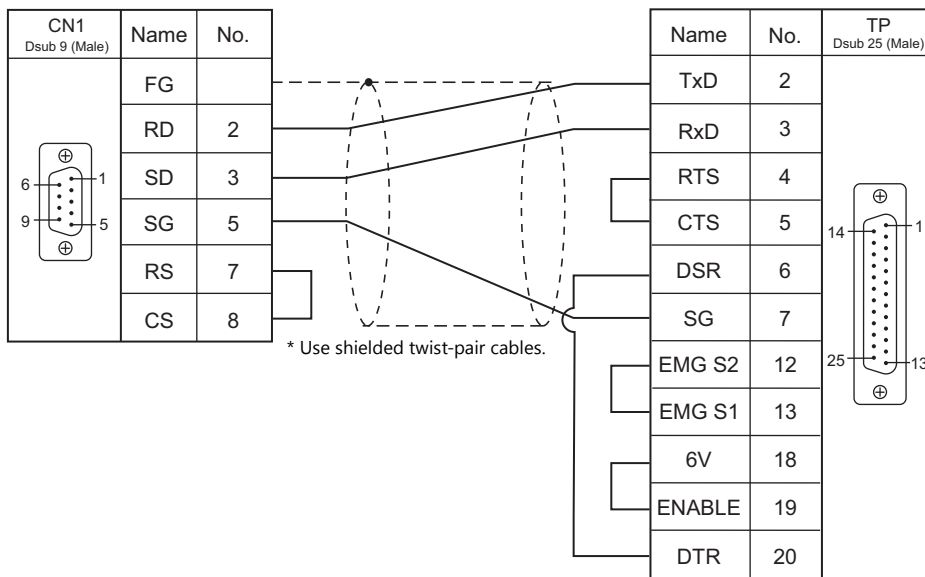 CN1
Dsub 9 (Male)
Name No.
FG
RD 2
SD 3
SG 5
RS 7
CS 8
6
1
9
5
* Use shielded twist-pair cables.
Name No.
TP
Dsub 25 (Male)
TxD 2
RxD 3
RTS 4
CTS 5
DSR 6
SG 7
EMG S2 12
EMG S1 13
6V 18
ENABLE 19
DTR 20
14
1
25
13